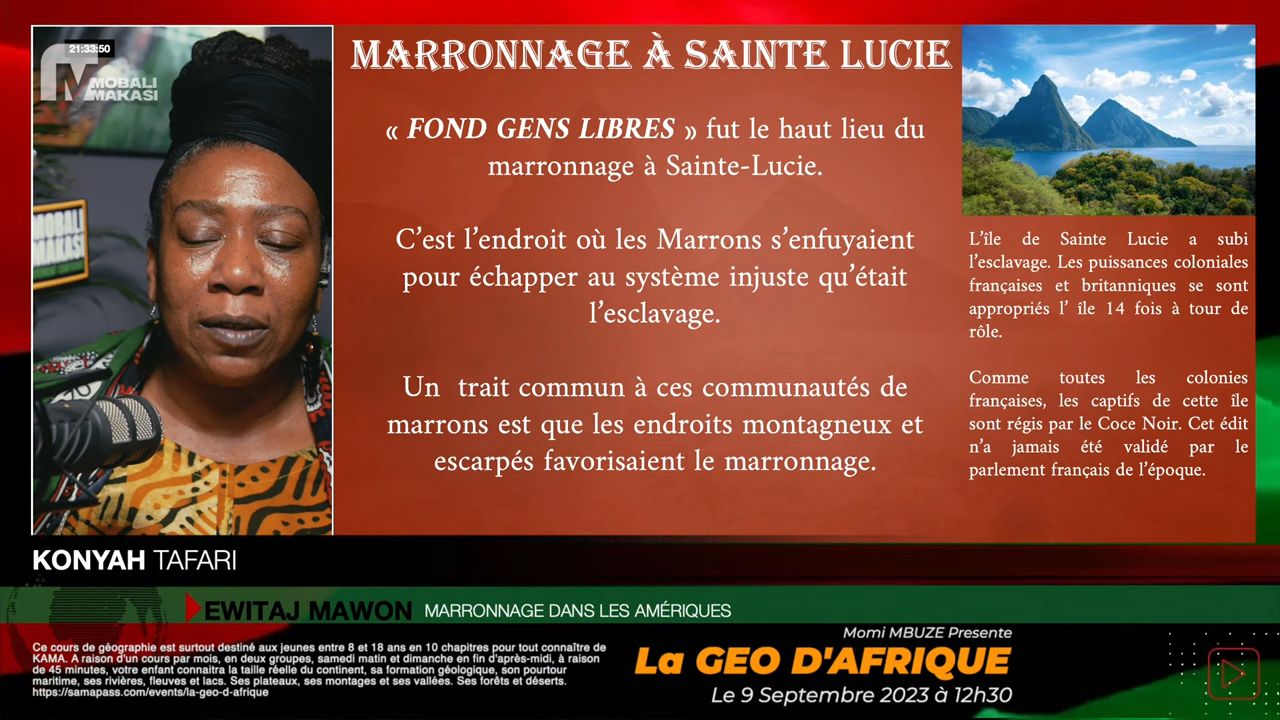 21:33:50
MOBALI
MAKASI
MOBALI
MAKASI
MARRONNAGE À SAINTE LUCIE
« FOND GENS LIBRES » fut le haut lieu du
marronnage à Sainte-Lucie.
C’est l’endroit où les Marrons s’enfuyaient
pour échapper au système injuste qu’était
l’esclavage.
Un trait commun à ces communautés de
marrons est que les endroits montagneux et
escarpés favorisaient le marronnage.
L’île de Sainte Lucie a subi
l’esclavage. Les puissances coloniales
françaises et britanniques se sont
appropriés l’ île 14 fois à tour de
rôle.
Comme toutes les colonies
françaises, les captifs de cette île
sont régis par le Coce Noir. Cet édit
n’a jamais été validé par le
parlement français de l’époque.
KONYAH TAFARI
EWITAJ MAWON MARRONNAGE DANS LES AMÉRIQUES
Ce cours de géographie est surtout destiné aux jeunes entre 8 et 18 ans en 10 chapitres pour tout connaître de
KAMA. A raison d'un cours par mois, en deux groupes, samedi matin et dimanche en fin d'après-midi, à raison
de 45 minutes, votre enfant connaitra la taille réelle du continent, sa formation géologique, son pourtour
maritime, ses rivières, fleuves et lacs. Ses plateaux, ses montages et ses vallées. Ses forêts et déserts.
https://samapass.com/events/la-geo-d-afrique
Momi MBUZE Presente
La GEO D'AFRIQUE
Le 9 Septembre 2023 à 12h30